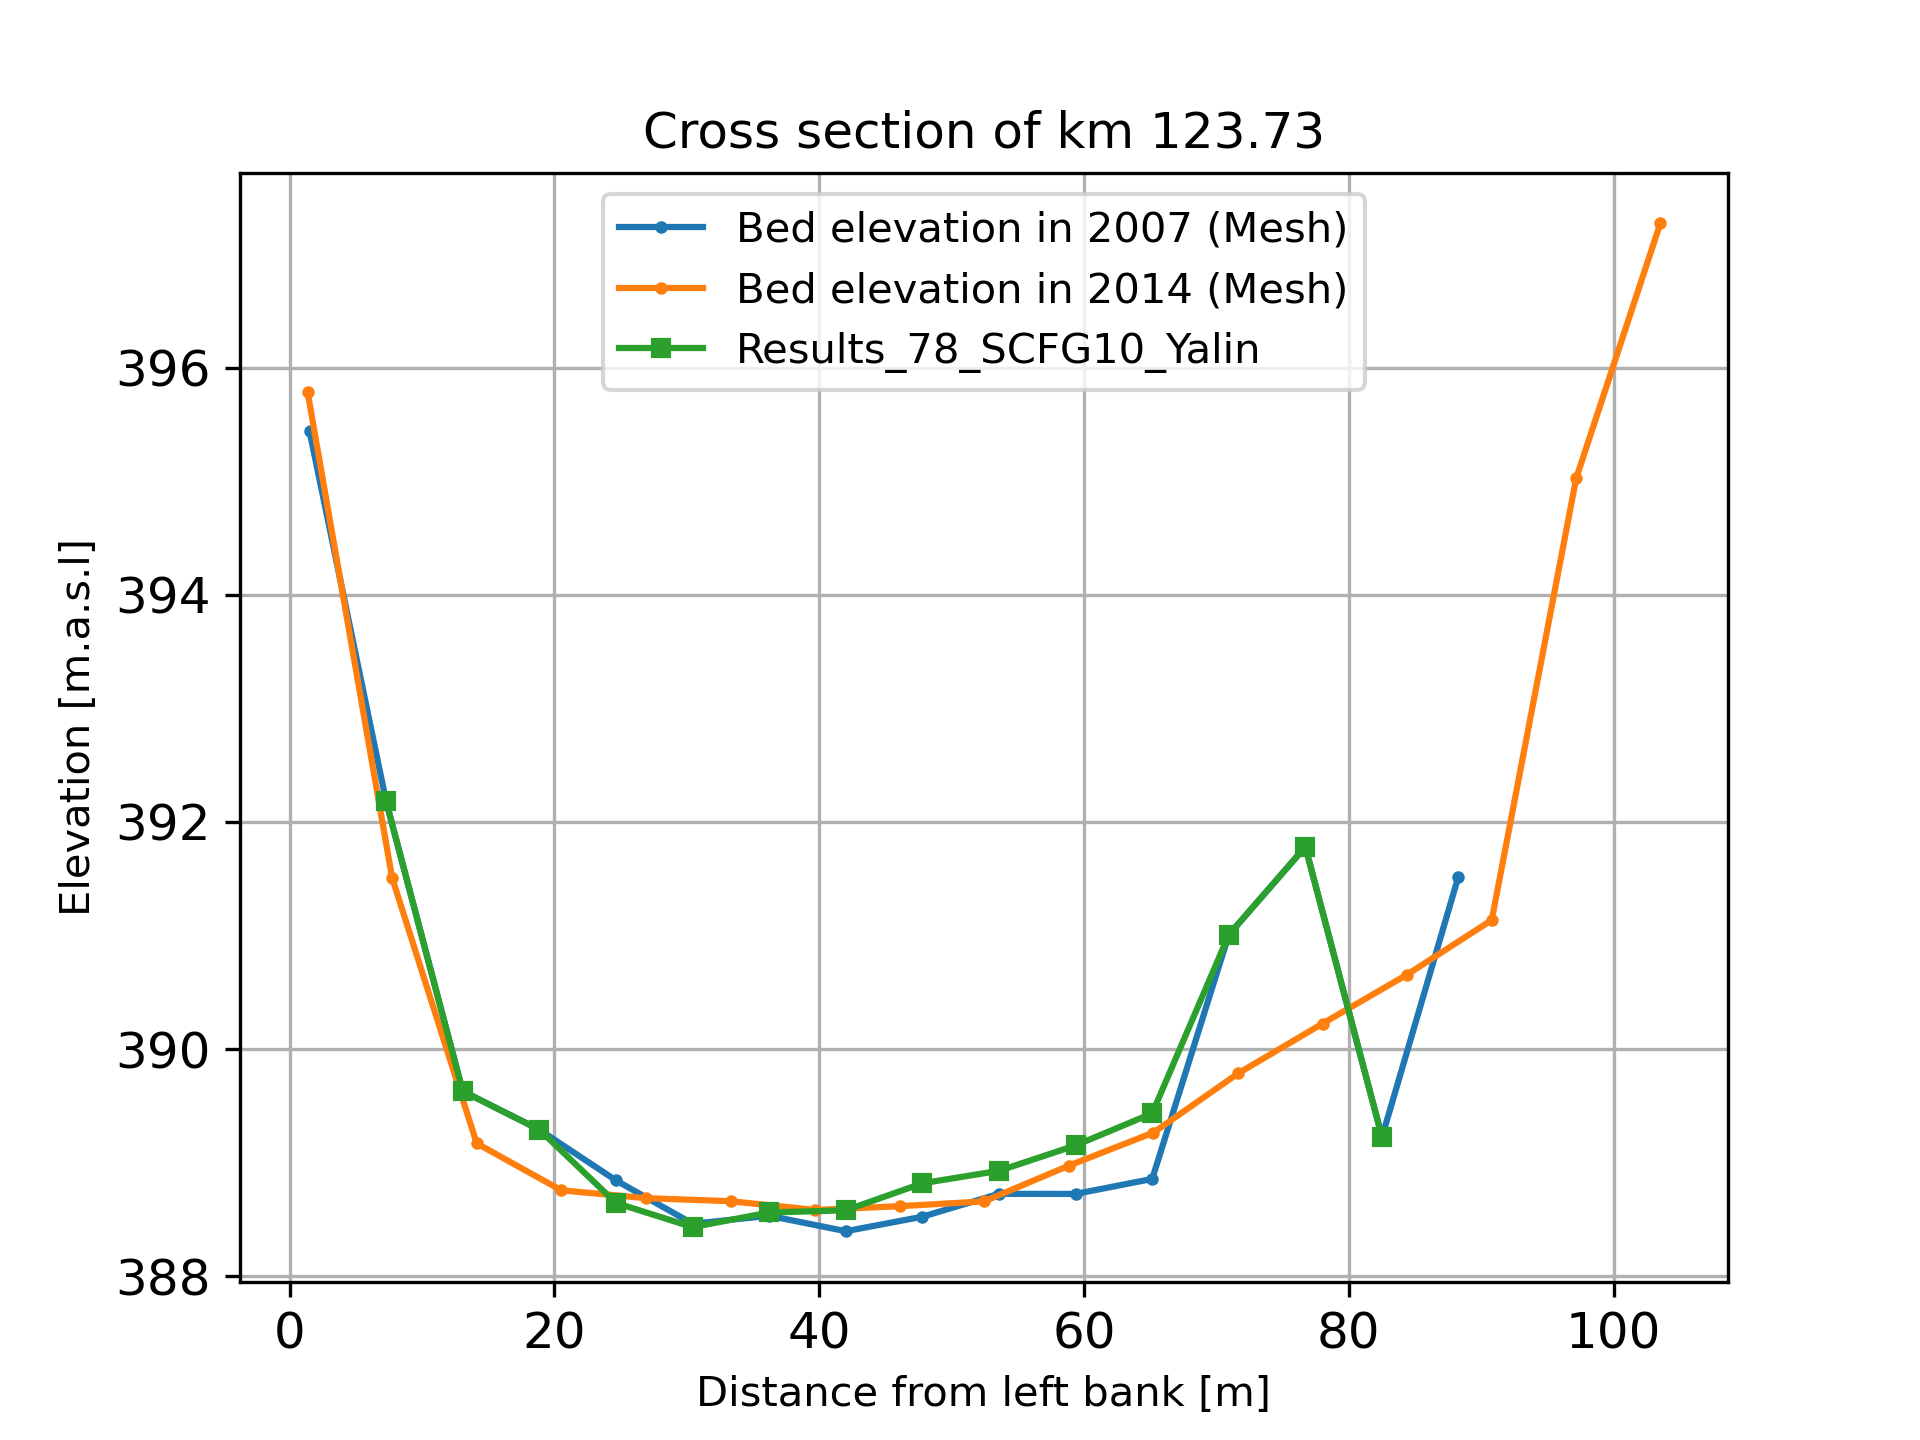 Cross section of km 123.73
Bed elevation in 2007 (Mesh)
Bed elevation in 2014 (Mesh)
Results_78_SCFG10_Yalin
Elevation [m.a.s.l]
396
394
392
390
388
0 20 40 60 80 100
Distance from left bank [m]